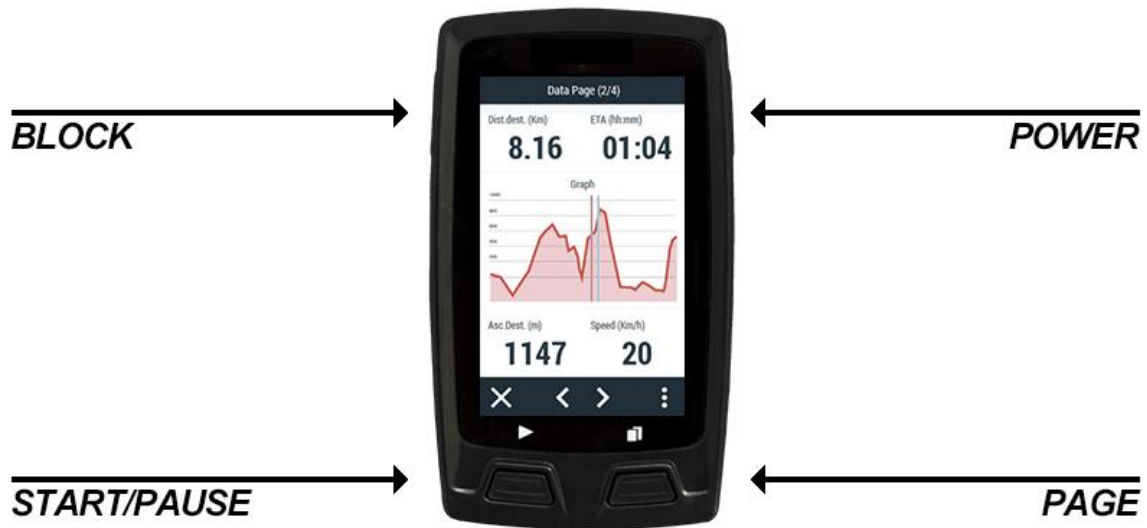 Data Page (2/4)
BLOCK
POWER
Dist.dest. (Km) ETA (hh:mm)
8.16 01:04
Graph
Asc.Dest. (m) Speed (Km/h)
1147 20
START/PAUSE
PAGE